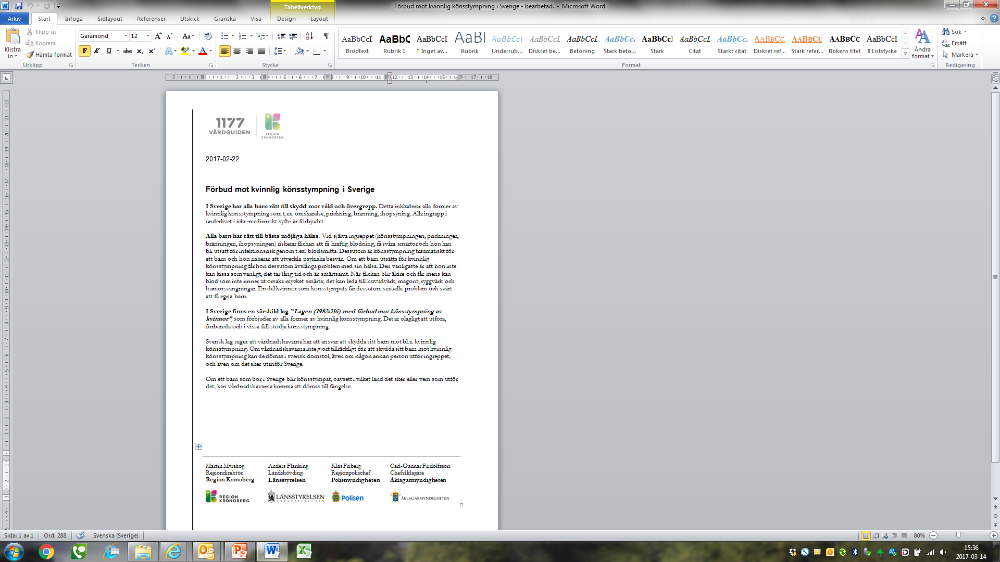 Tabellverktyg
Förbud mot kvinnlig könsstympning i Sverige - bearbetad. - Microsoft Word
Arkiv Start Infoga Sidlayout Referenser Utskick Granska Visa Design Layout
Klistra in
Klipp ut
Kopiera
Hämta format
Urklipp
Garamond 12
Tecken
Stycke
AaBbCcI AaBbC AaBbCcI AaBl AaBbCcL AaBbCcI AaBbCcL AaBbCc. AaBbCcI AaBbCcI AaBbCc. AABBCC AABBCC AABBCC AaBbCcI
Brödtext Rubrik 1 ¶ Inget av... Rubrik Underrub... Diskret be... Betoning Stark beto... Stark Citat Starkt citat Diskret ref... Stark refer... Bokens titel ¶ Liststycke
Ändra format
Format
Sök
Ersätt
Markera
Redigering
1177
VÅRDGUIDEN
REGION
KRONOBERG
2017-02-22
Förbud mot kvinnlig könsstympning i Sverige
I Sverige har alla barn rätt till skydd mot våld och övergrepp. Detta inkluderar alla former av
kvinnlig könsstympning som t.ex. omskärelse, prickning, bränning, ihopsyning. Alla ingrepp i
underlivet i icke-medicinskt syfte är förbjudet.
Alla barn har rätt till bästa möjliga hälsa. Vid själva ingreppet (könsstympningen, prickningen,
bränningen, ihopsyningen) riskerar flickan att få kraftig blödning, få svåra smärtor och hon kan
bli utsatt för infektionsrisk genom t.ex. blodsmitta. Dessutom är könsstympning traumatiskt för
ett barn och hon riskerar att utveckla psykiska besvär. Om ett barn utsätts för kvinnlig
könsstympning får hon dessutom livslånga problem med sin hälsa. Den vanligaste är att hon inte
kan kissa som vanligt, det tar lång tid och är smärtsamt. När flickan blir äldre och får mens kan
blod som inte rinner ut orsaka mycket smärta; det kan leda till huvudvärk, magont, ryggvärk och
humörsvängningar. En del kvinnor som könsstympats får dessutom sexuella problem och svårt
att få egna barn.
I Sverige finns en särskild lag "Lagen (1982:316) med förbud mot könsstympning av
kvinnor", som förbjuder av alla former av kvinnlig könsstympning. Det är olagligt att utföra,
förbereda och i vissa fall stödja könsstympning.
Svensk lag säger att vårdnadshavarna har ett ansvar att skydda sitt barn mot bl.a. kvinnlig
könsstympning. Om vårdnadshavarna inte gjort tillräckligt för att skydda sitt barn mot kvinnlig
könsstympning kan de dömas i svensk domstol, även om någon annan person utför ingreppet,
och även om det sker utanför Sverige.
Om ett barn som bor i Sverige blir könsstympat, oavsett i vilket land det sker eller vem som utför
det, kan vårdnadshavarna komma att dömas till fängelse.
Martin Myrskog Anders Flanking Klas Friberg Carl-Gunnar Fridolfsson
Regiondirektör Landshövding Regionpolischef Chefsåklagare
Region Kronoberg Länsstyrelsen Polismyndigheten Åklagarmyndigheten
REGION KRONOBERG LÄNSSTYRELSEN Polisen ÅKLAGARMYNDIGHETEN
Sida: 1 av 1 Ord: 288 Svenska (Sverige) 80%
15:36
2017-03-14